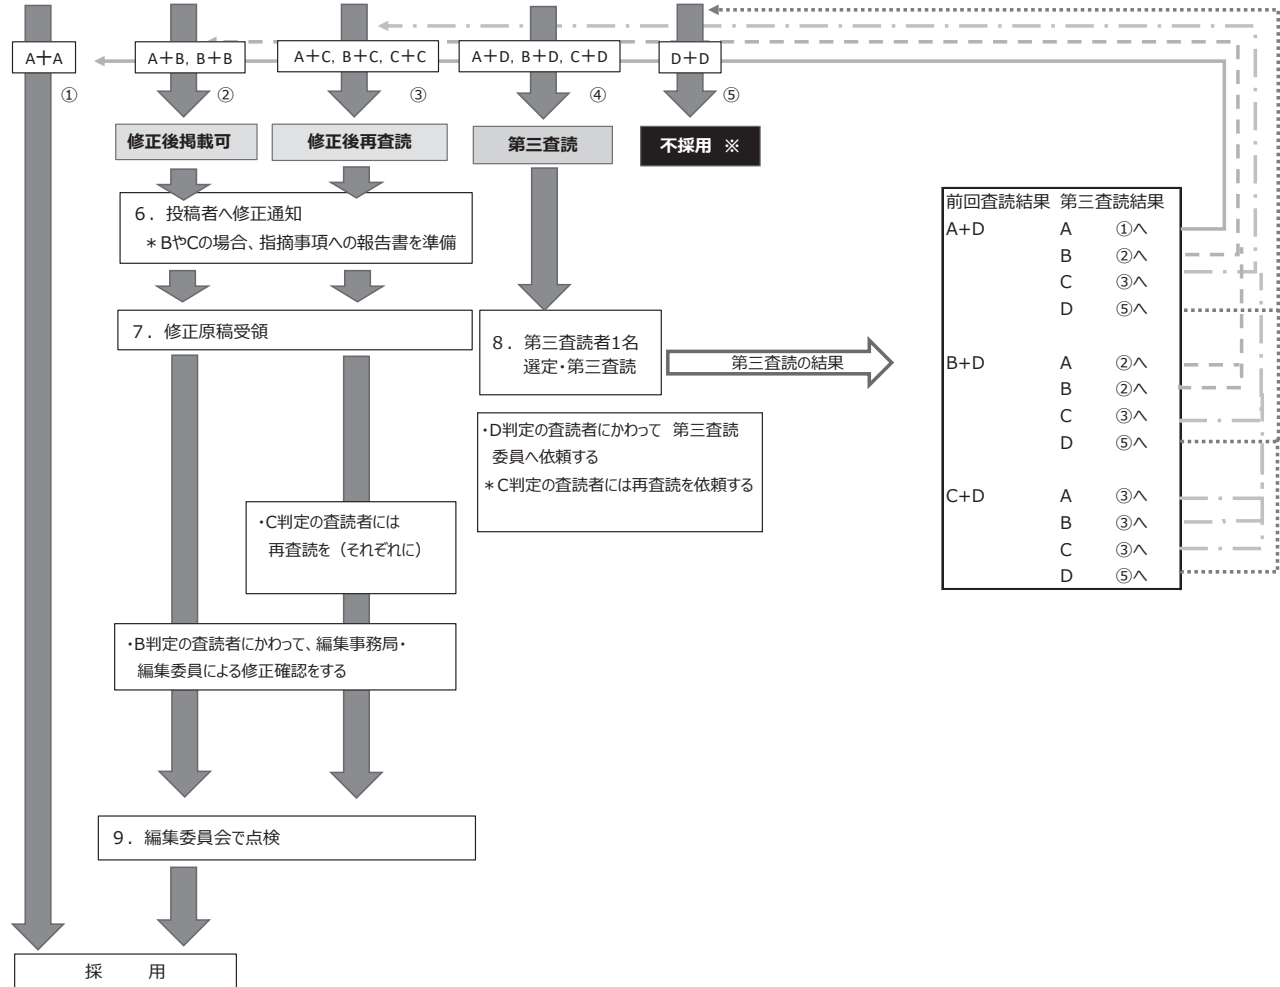 A＋A
A＋B, B＋B
A＋C, B＋C, C＋C
A＋D, B＋D, C＋D
D＋D
①
②
③
④
⑤
修正後掲載可
修正後再査読
第三査読
不採用 ※
6．投稿者へ修正通知
＊BやCの場合、指摘事項への報告書を準備
7．修正原稿受領
8．第三査読者1名
選定・第三査読
第三査読の結果
・D判定の査読者にかわって 第三査読
委員へ依頼する
＊C判定の査読者には再査読を依頼する
・C判定の査読者には
再査読を（それぞれに）
・B判定の査読者にかわって、編集事務局・
編集委員による修正確認をする
9．編集委員会で点検
採 用
前回査読結果 第三査読結果
A+D A ①へ
B ②へ
C ③へ
D ⑤へ
B+D A ②へ
B ②へ
C ③へ
D ⑤へ
C+D A ③へ
B ③へ
C ③へ
D ⑤へ